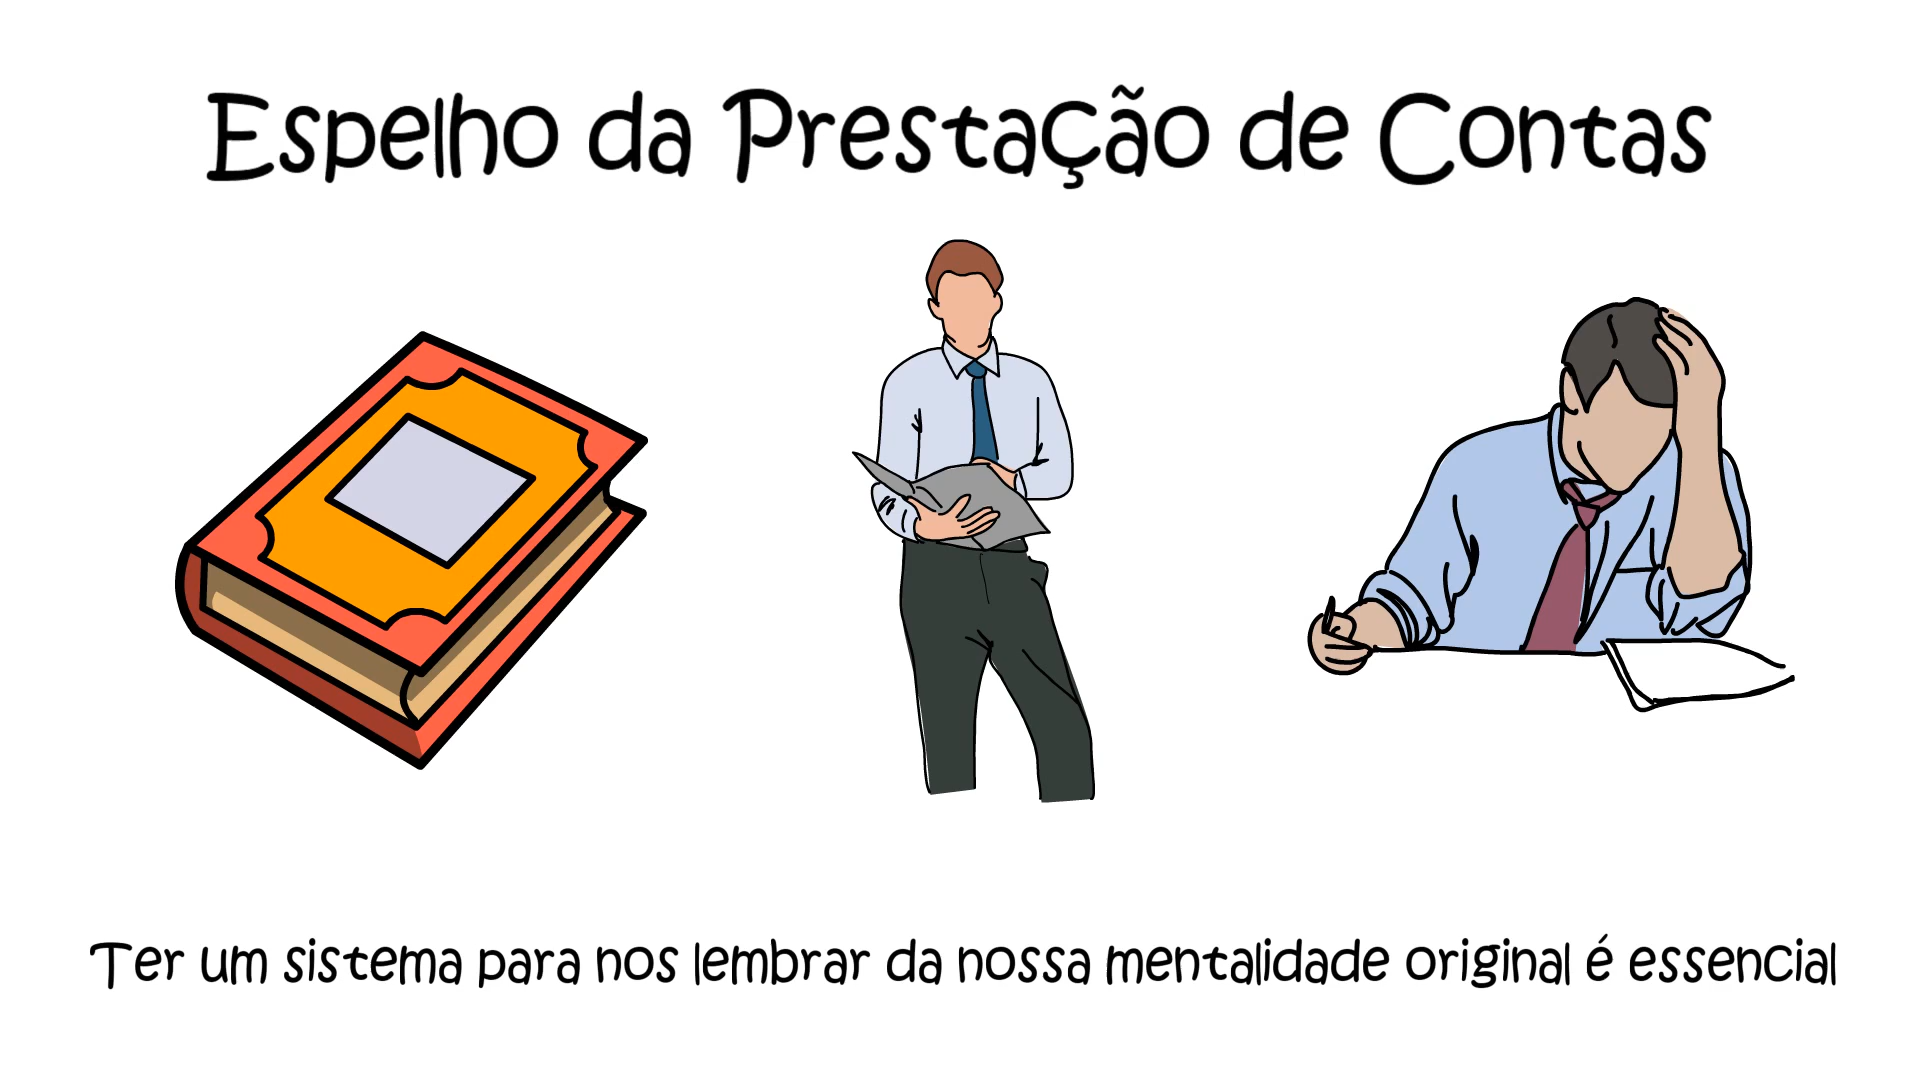 Espelho da Prestação de Contas
Ter um sistema para nos lembrar da nossa mentalidade original é essencial